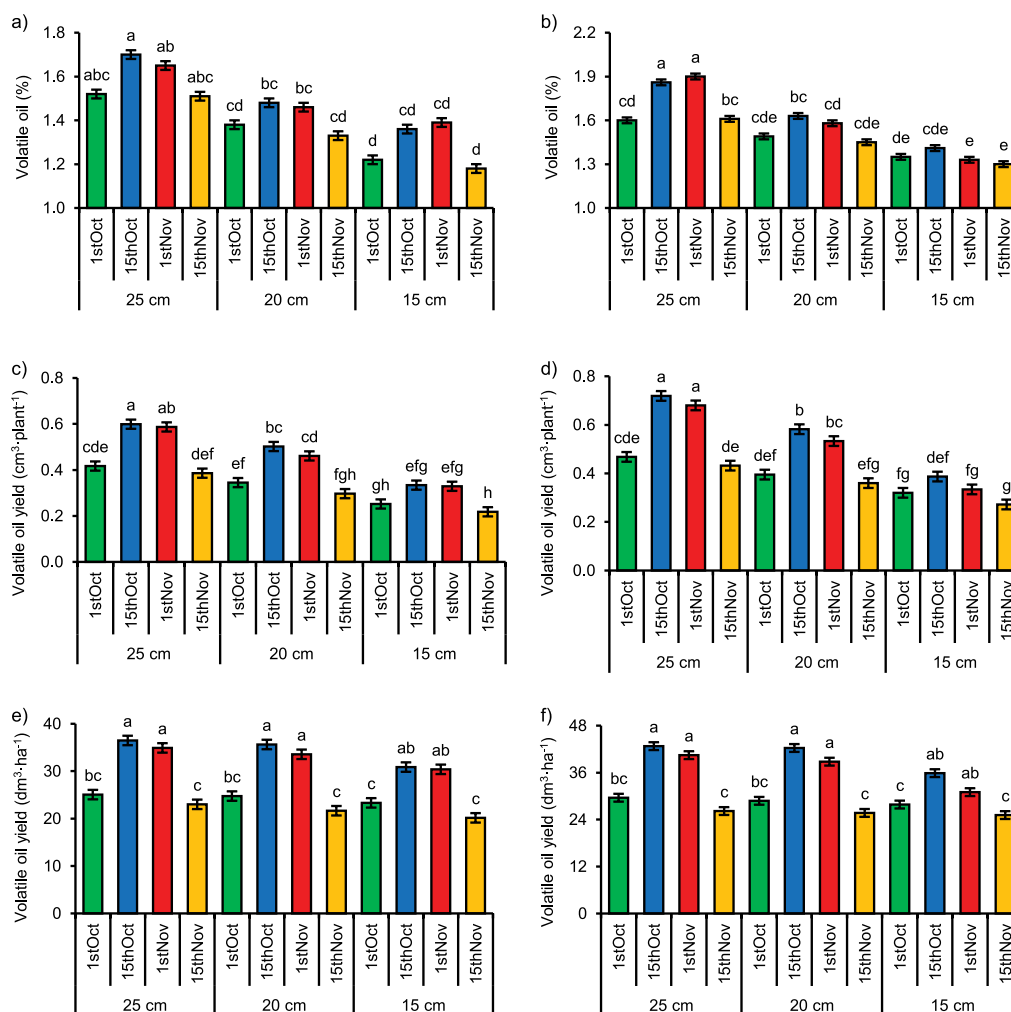 a)
Volatile oil (%)
1.8
1.6
1.4
1.2
1.0
abc a ab abc cd bc bc cd d cd cd d
1stOct 15thOct 1stNov 15thNov 1stOct 15thOct 1stNov 15thNov 1stOct 15thOct 1stNov 15thNov
25 cm 20 cm 15 cm
b)
Volatile oil (%)
2.2
1.9
1.6
1.3
1.0
cd a a bc cde bc cd cde de cde e e
1stOct 15thOct 1stNov 15thNov 1stOct 15thOct 1stNov 15thNov 1stOct 15thOct 1stNov 15thNov
25 cm 20 cm 15 cm
c)
Volatile oil yield (cm³·plant⁻¹)
0.8
0.6
0.4
0.2
0.0
cde a ab def ef bc cd fgh gh efg efg h
1stOct 15thOct 1stNov 15thNov 1stOct 15thOct 1stNov 15thNov 1stOct 15thOct 1stNov 15thNov
25 cm 20 cm 15 cm
d)
Volatile oil yield (cm³·plant⁻¹)
0.8
0.6
0.4
0.2
0.0
cde a a de def b bc efg fg def fg g
1stOct 15thOct 1stNov 15thNov 1stOct 15thOct 1stNov 15thNov 1stOct 15thOct 1stNov 15thNov
25 cm 20 cm 15 cm
e)
Volatile oil yield (dm³·ha⁻¹)
40
30
20
10
0
bc a a c bc a a c c ab ab c
1stOct 15thOct 1stNov 15thNov 1stOct 15thOct 1stNov 15thNov 1stOct 15thOct 1stNov 15thNov
25 cm 20 cm 15 cm
f)
Volatile oil yield (dm³·ha⁻¹)
48
36
24
12
0
bc a a c bc a a c c ab ab c
1stOct 15thOct 1stNov 15thNov 1stOct 15thOct 1stNov 15thNov 1stOct 15thOct 1stNov 15thNov
25 cm 20 cm 15 cm